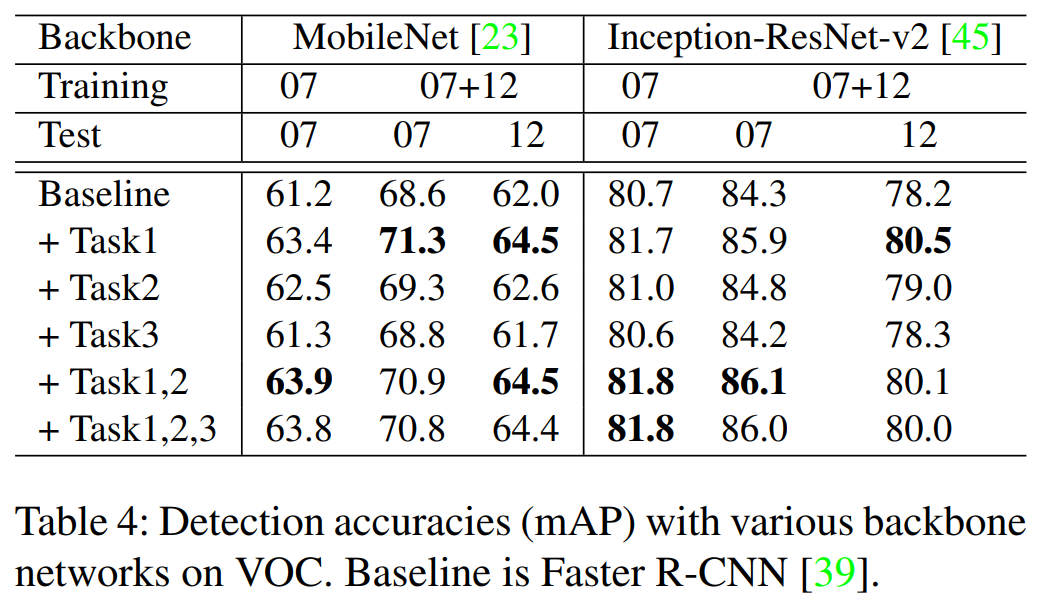 Backbone MobileNet [23] Inception-ResNet-v2 [45]
Training 07 07+12 07 07+12
Test 07 07 12 07 07 12
Baseline 61.2 68.6 62.0 80.7 84.3 78.2
+ Task1 63.4 71.3 64.5 81.7 85.9 80.5
+ Task2 62.5 69.3 62.6 81.0 84.8 79.0
+ Task3 61.3 68.8 61.7 80.6 84.2 78.3
+ Task1,2 63.9 70.9 64.5 81.8 86.1 80.1
+ Task1,2,3 63.8 70.8 64.4 81.8 86.0 80.0
Table 4: Detection accuracies (mAP) with various backbone
networks on VOC. Baseline is Faster R-CNN [39].